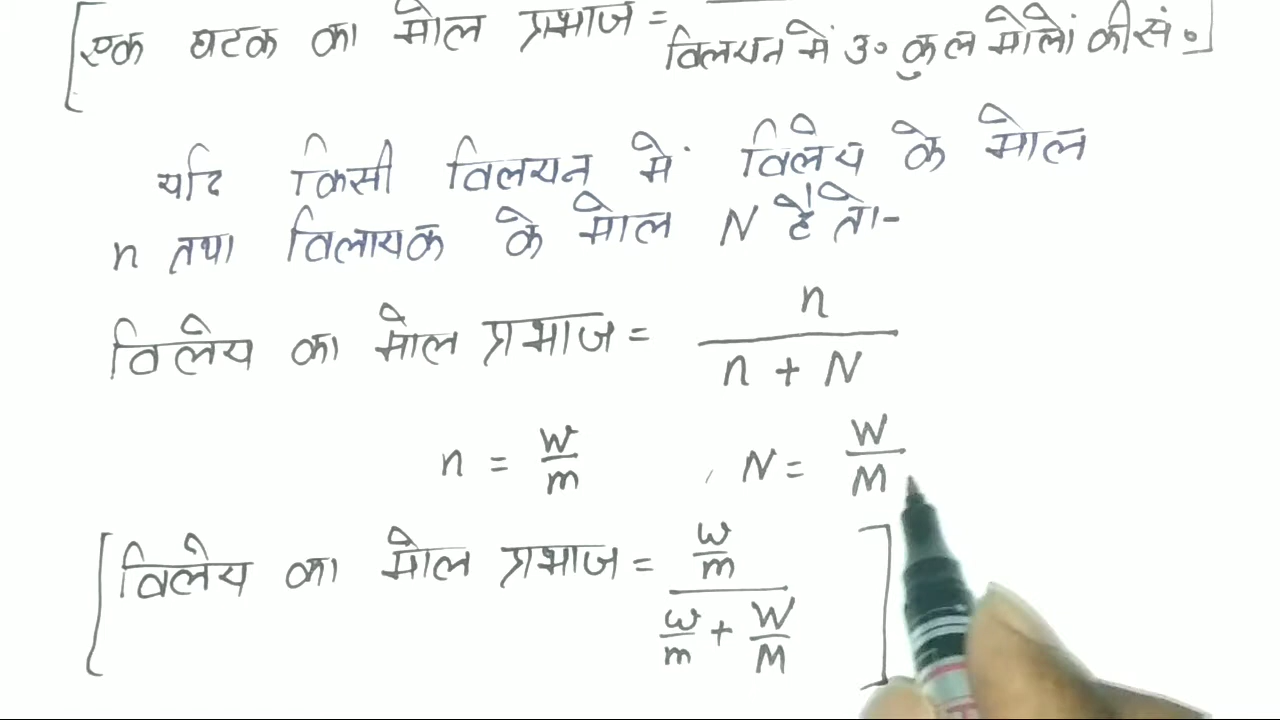 [एक घटक का मोल प्रभाज =
विलयन में उ० कुल मोलों की सं०]
यदि किसी विलयन में विलेय के मोल
n तथा विलायक के मोल N है तो-
विलेय का मोल प्रभाज = n / n + N
n = w/m , N = W/M
[विलेय का मोल प्रभाज = w/m / w/m + W/M]